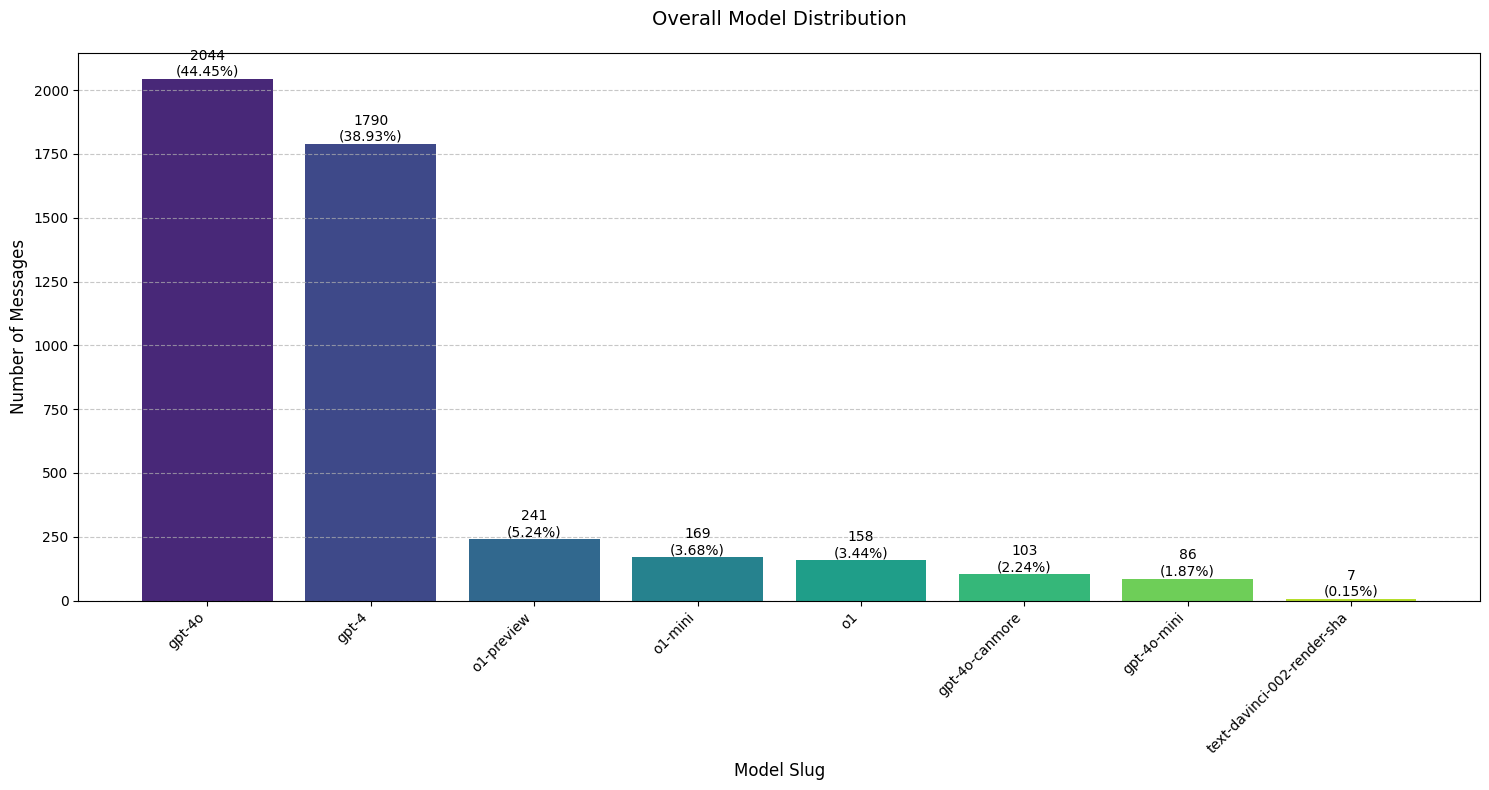 Overall Model Distribution
2044
(44.45%)
1790
(38.93%)
241
(5.24%)
169
(3.68%)
158
(3.44%)
103
(2.24%)
86
(1.87%)
7
(0.15%)
2000
1750
1500
1250
1000
750
500
250
0
Number of Messages
gpt-4o
gpt-4
o1-preview
o1-mini
o1
gpt-4o-canmore
gpt-4o-mini
text-davinci-002-render-sha
Model Slug